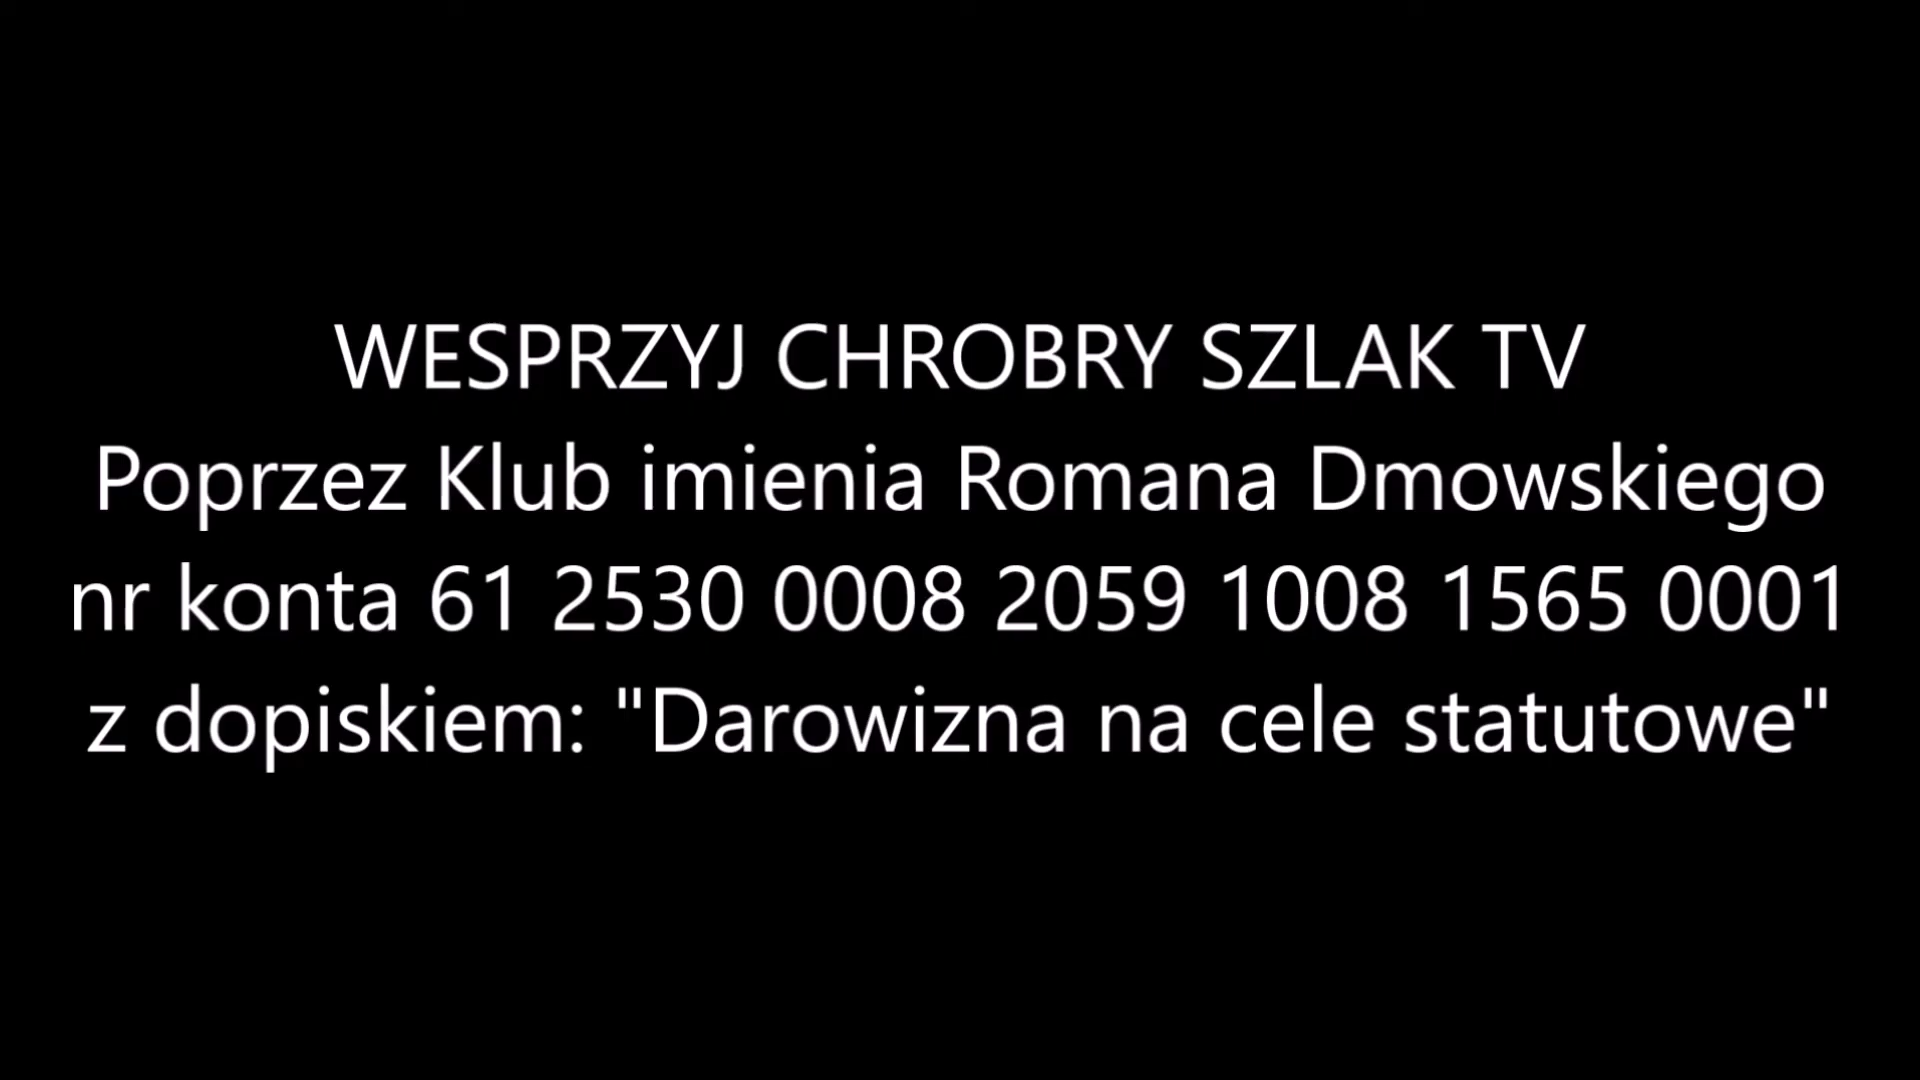 WESPRZYJ CHROBRY SZLAK TV
Poprzez Klub imienia Romana Dmowskiego
nr konta 61 2530 0008 2059 1008 1565 0001
z dopiskiem: "Darowizna na cele statutowe"